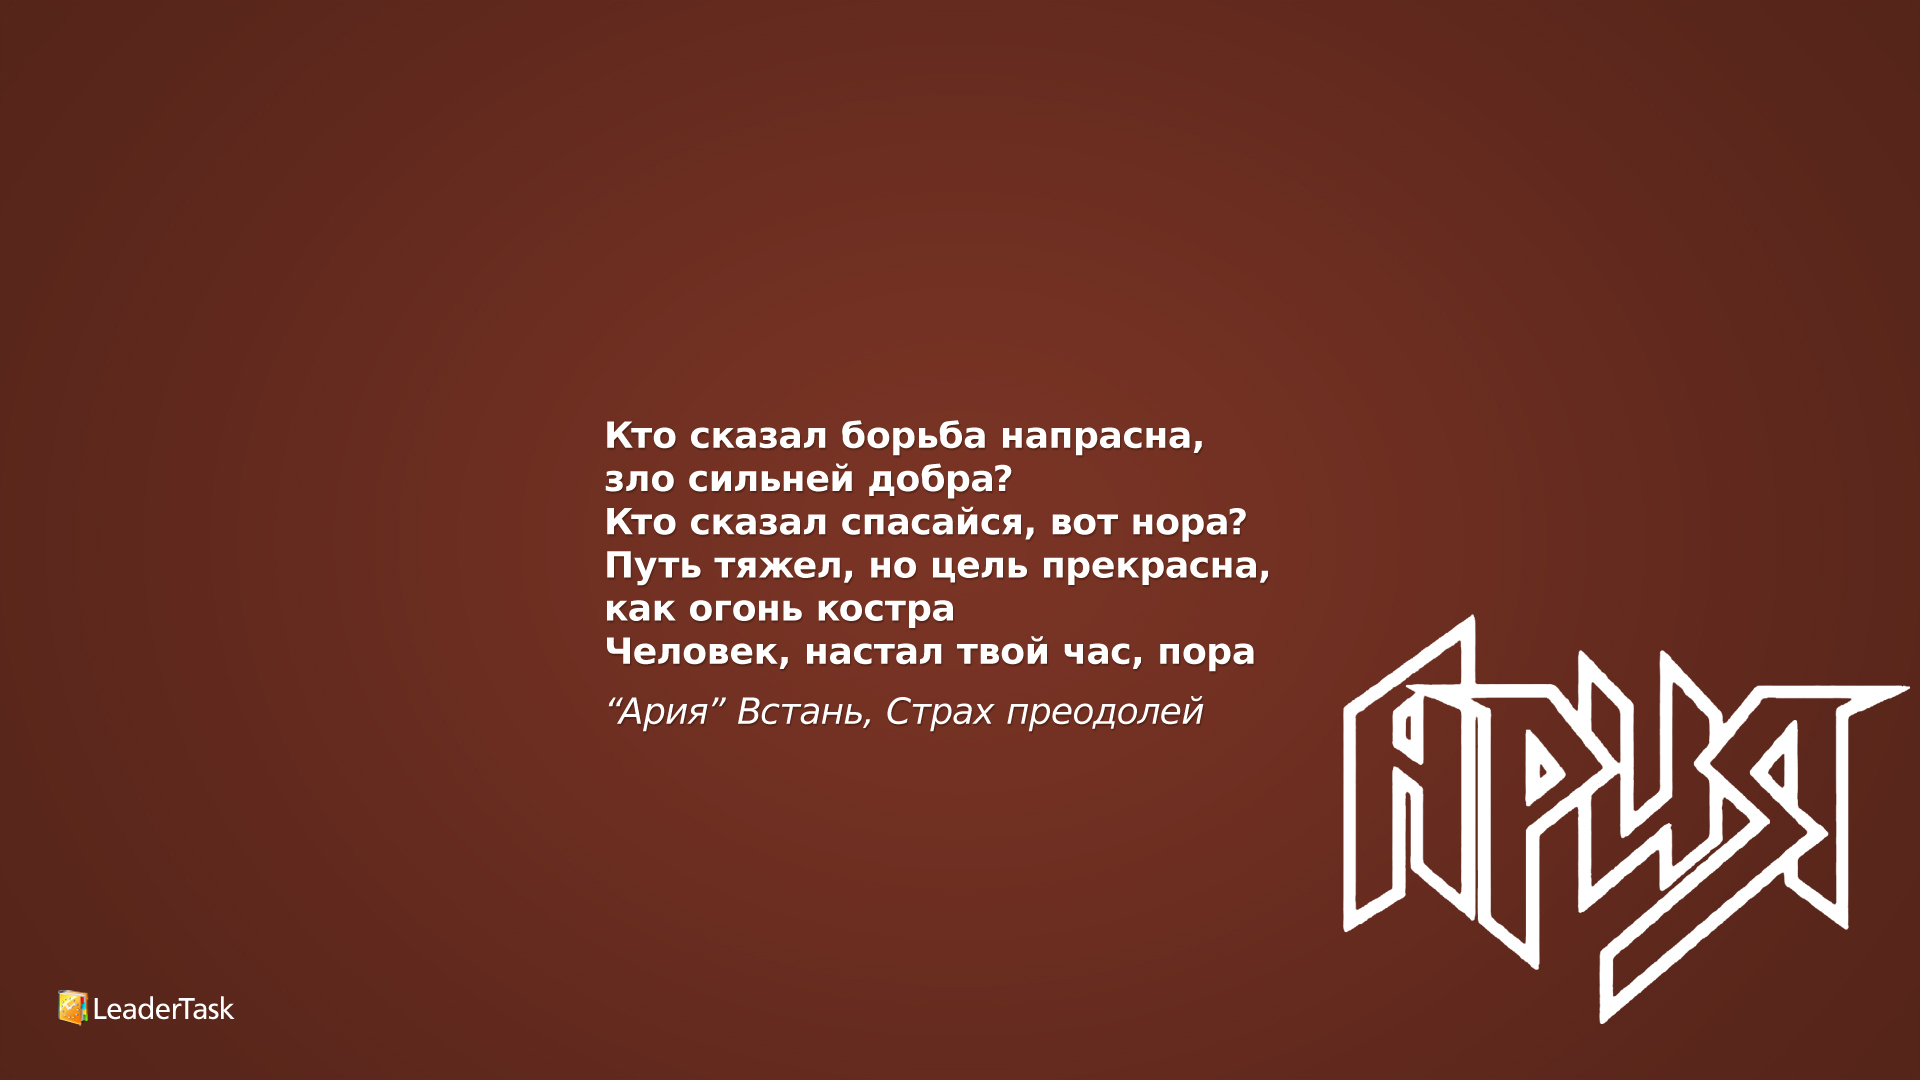 Кто сказал борьба напрасна,
зло сильней добра?
Кто сказал спасайся, вот нора?
Путь тяжел, но цель прекрасна,
как огонь костра
Человек, настал твой час, пора
“Ария” Встань, Страх преодолей
АРИЯ
LeaderTask